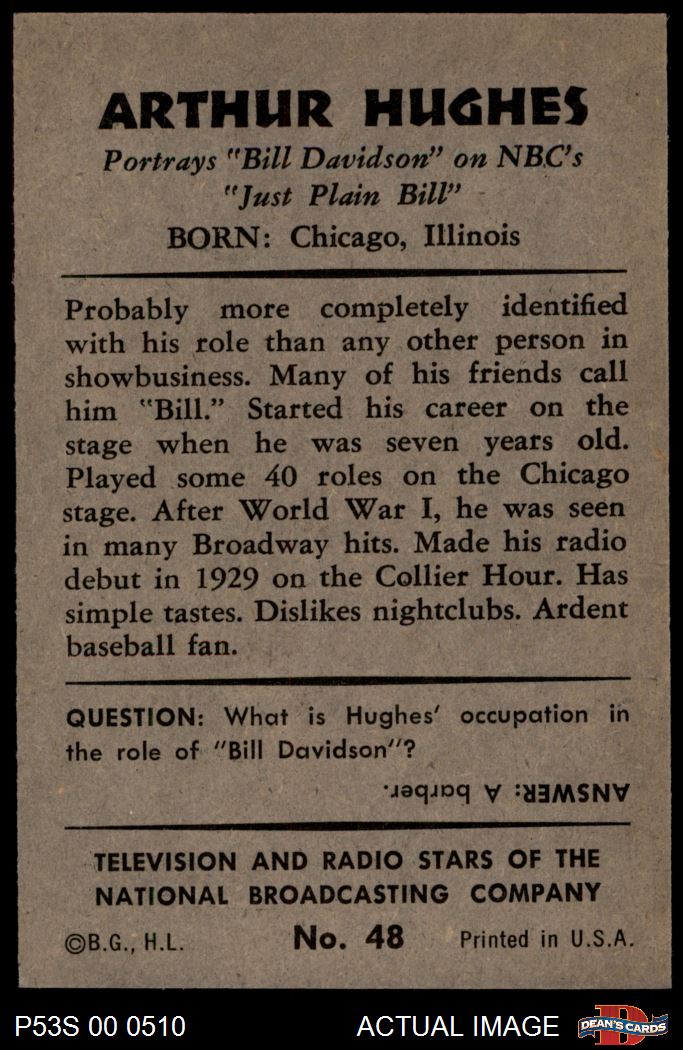 ARTHUR HUGHES
Portrays "Bill Davidson" on NBC's
"Just Plain Bill"
BORN: Chicago, Illinois
Probably more completely identified
with his role than any other person in
showbusiness. Many of his friends call
him "Bill." Started his career on the
stage when he was seven years old.
Played some 40 roles on the Chicago
stage. After World War I, he was seen
in many Broadway hits. Made his radio
debut in 1929 on the Collier Hour. Has
simple tastes. Dislikes nightclubs. Ardent
baseball fan.
QUESTION: What is Hughes' occupation in
the role of "Bill Davidson"?
ANSWER: A barber.
TELEVISION AND RADIO STARS OF THE
NATIONAL BROADCASTING COMPANY
©B.G., H.L. No. 48 Printed in U.S.A.
P53S 00 0510 ACTUAL IMAGE D DEAN'S CARDS